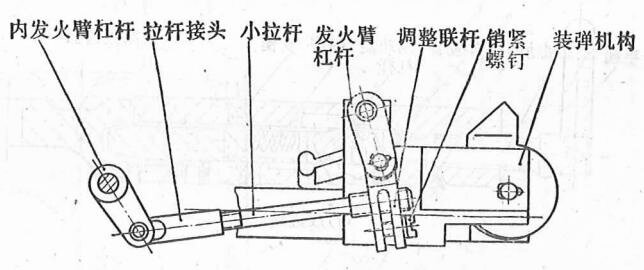 内发火臂杠杆
拉杆接头
小拉杆
发火臂
杠杆
调整联杆
销紧
螺钉
装弹机构